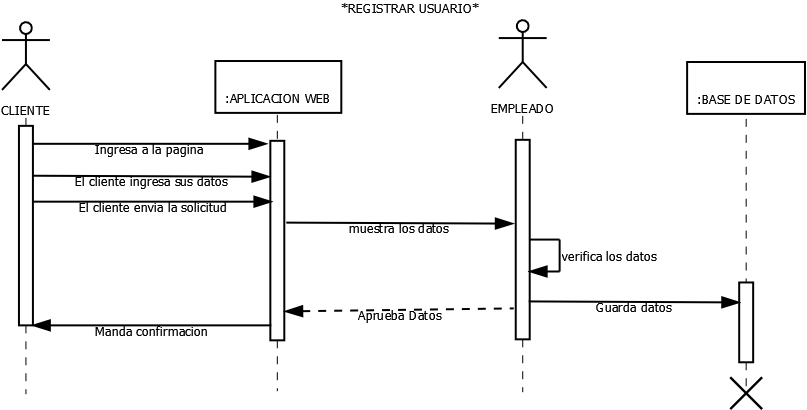 *REGISTRAR USUARIO*
:APLICACION WEB
:BASE DE DATOS
CLIENTE
EMPLEADO
Ingresa a la pagina
El cliente ingresa sus datos
El cliente envia la solicitud
muestra los datos
verifica los datos
Guarda datos
Aprueba Datos
Manda confirmacion